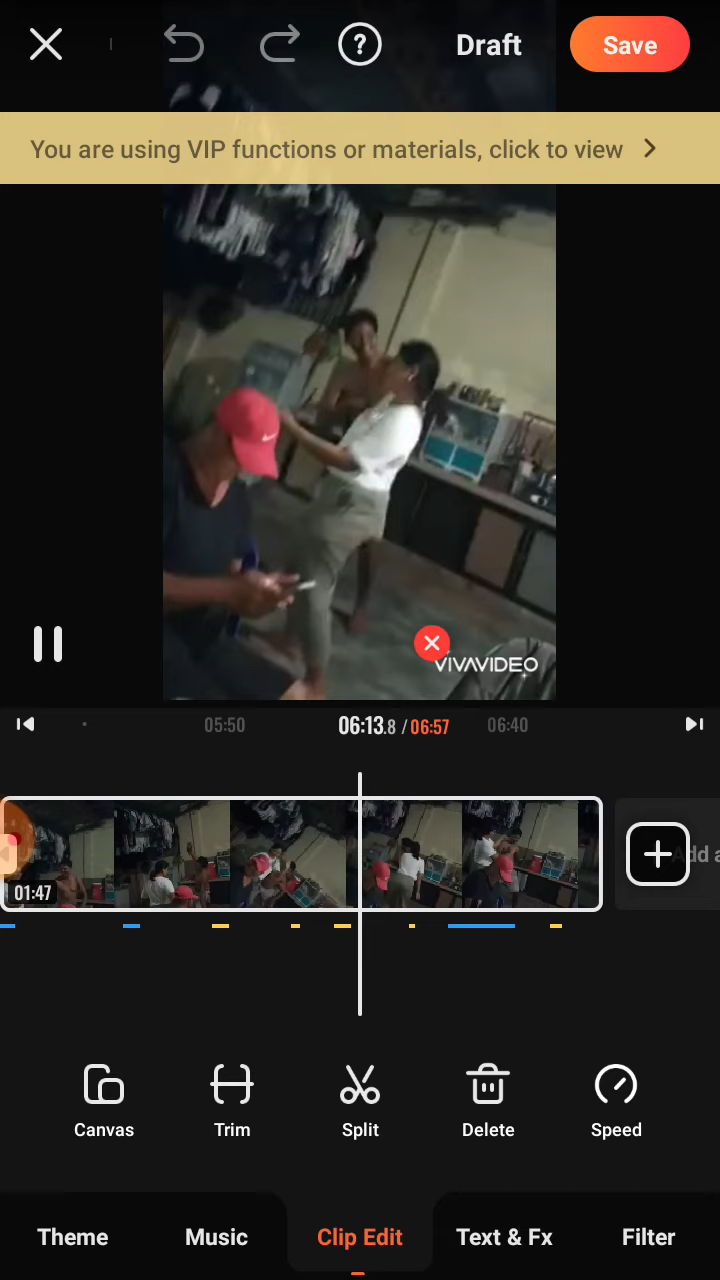 Draft
Save
You are using VIP functions or materials, click to view
VIVAVIDEO
05:50
06:13.8 / 06:57
06:40
01:47
Canvas
Trim
Split
Delete
Speed
Theme
Music
Clip Edit
Text & Fx
Filter